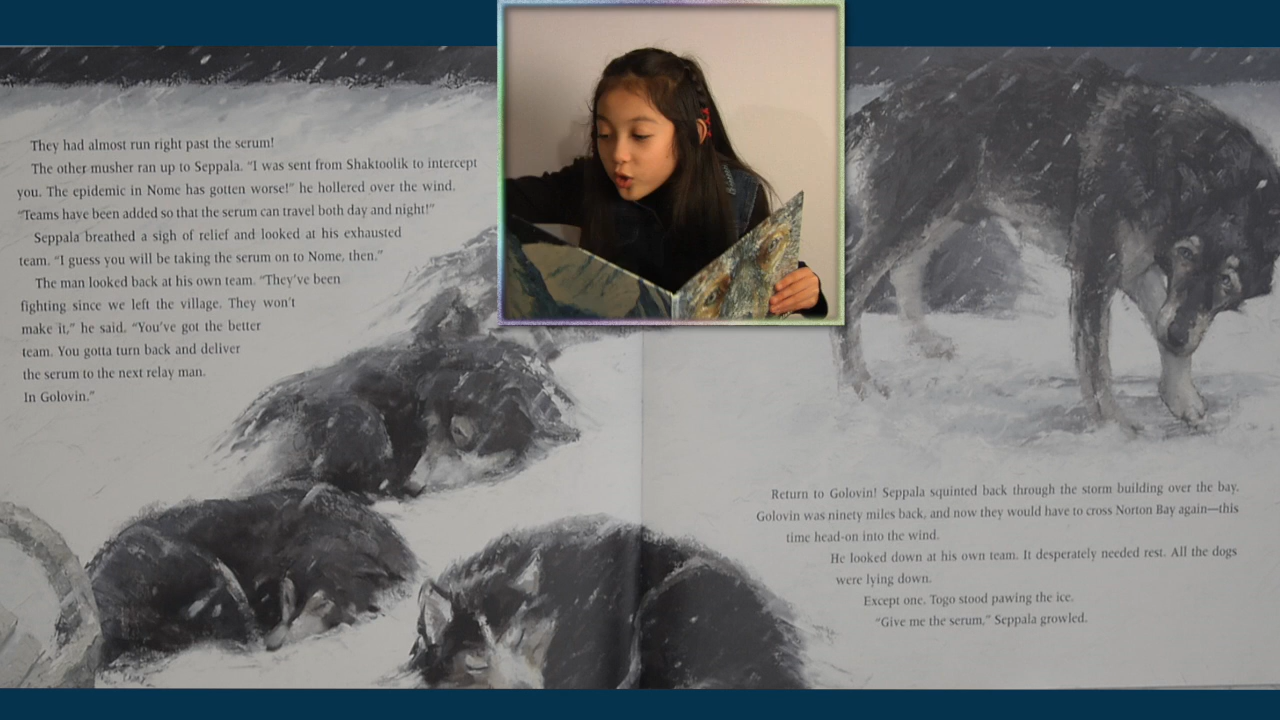 They had almost run right past the serum!
The other musher ran up to Seppala. "I was sent from Shaktoolik to intercept
you. The epidemic in Nome has gotten worse!" he hollered over the wind.
"Teams have been added so that the serum can travel both day and night!"
Seppala breathed a sigh of relief and looked at his exhausted
team. "I guess you will be taking the serum on to Nome, then."
The man looked back at his own team. "They've been
fighting since we left the village. They won't
make it," he said. "You've got the better
team. You gotta turn back and deliver
the serum to the next relay man.
In Golovin."
Return to Golovin! Seppala squinted back through the storm building over the bay.
Golovin was ninety miles back, and now they would have to cross Norton Bay again—this
time head-on into the wind.
He looked down at his own team. It desperately needed rest. All the dogs
were lying down.
Except one. Togo stood pawing the ice.
"Give me the serum," Seppala growled.